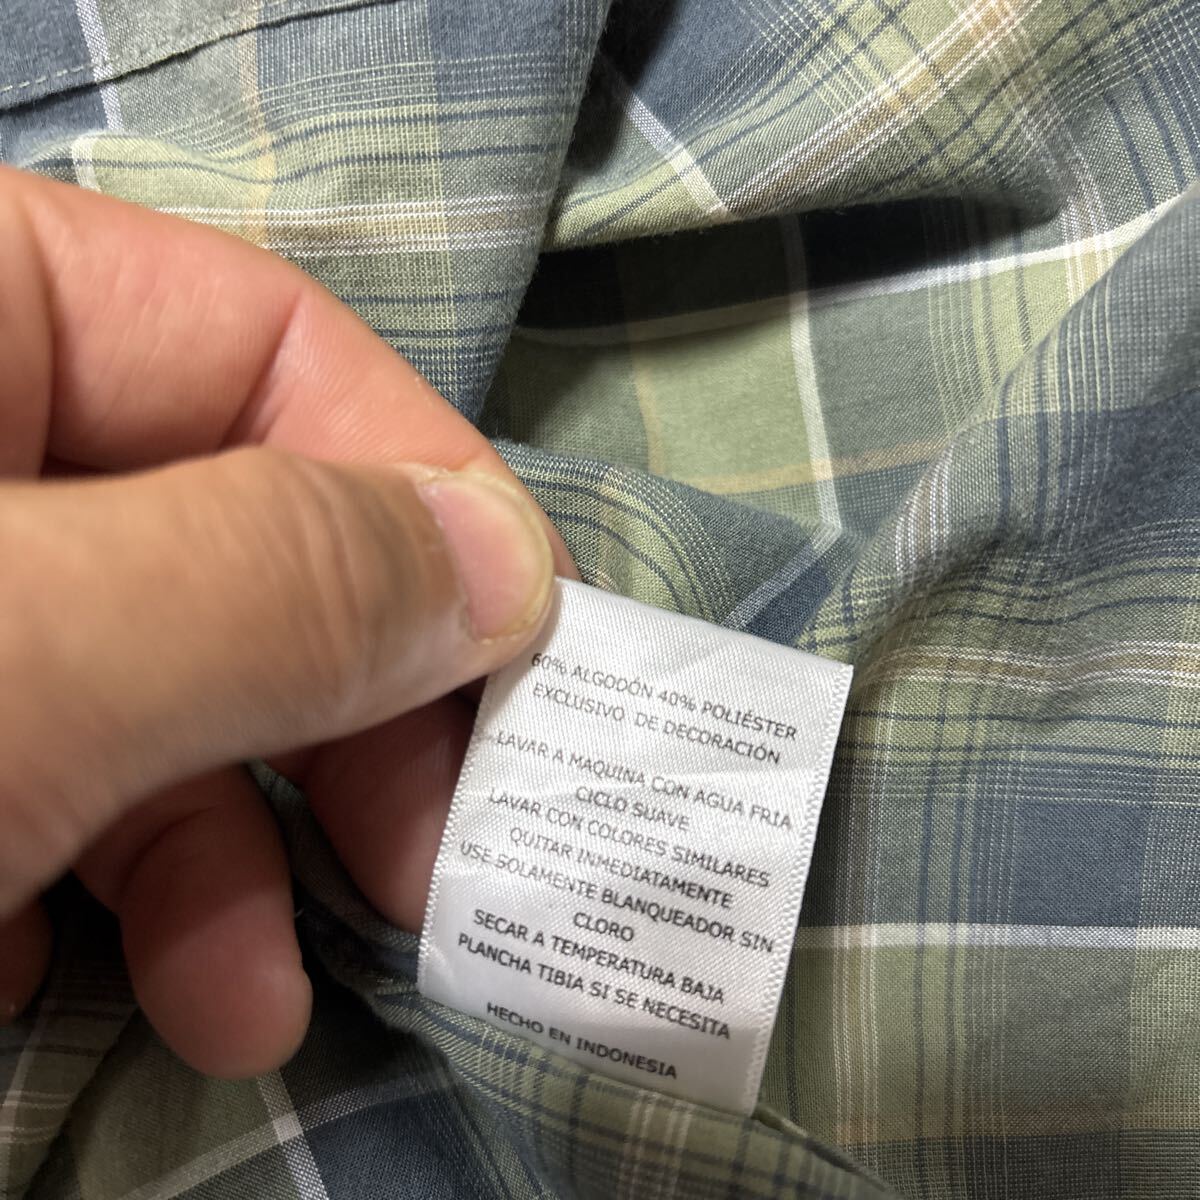 60% ALGODÓN 40% POLIÉSTER
EXCLUSIVO DE DECORACIÓN
LAVAR A MAQUINA CON AGUA FRIA
CICLO SUAVE
LAVAR CON COLORES SIMILARES
QUITAR INMEDIATAMENTE
USE SOLAMENTE BLANQUEADOR SIN
CLORO
SECAR A TEMPERATURA BAJA
PLANCHA TIBIA SI SE NECESITA
HECHO EN INDONESIA